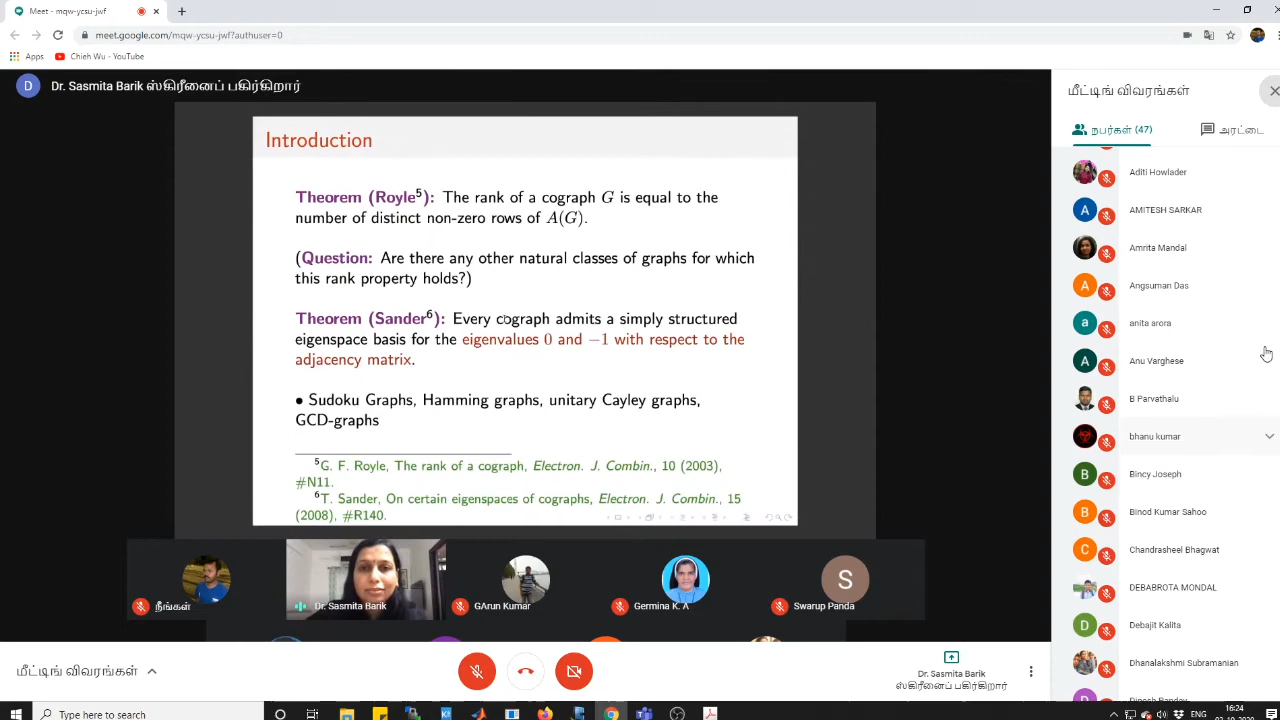 Meet - mqw-ycsu-jwf
meet.google.com/mqw-ycsu-jwf?authuser=0
Apps
Chieh Wu - YouTube
D
Dr. Sasmita Barik ஸ்கிரீனைப் பகிர்கிறார்
Introduction
Theorem (Royle⁵): The rank of a cograph G is equal to the
number of distinct non-zero rows of A(G).
(Question: Are there any other natural classes of graphs for which
this rank property holds?)
Theorem (Sander⁶): Every cograph admits a simply structured
eigenspace basis for the eigenvalues 0 and −1 with respect to the
adjacency matrix.
• Sudoku Graphs, Hamming graphs, unitary Cayley graphs,
GCD-graphs
⁵G. F. Royle, The rank of a cograph, Electron. J. Combin., 10 (2003),
#N11.
⁶T. Sander, On certain eigenspaces of cographs, Electron. J. Combin., 15
(2008), #R140.
நீங்கள்
Dr. Sasmita Barik
GArun Kumar
Germina K. A
S
Swarup Panda
மீட்டிங் விவரங்கள்
Dr. Sasmita Barik
ஸ்கிரீனைப் பகிர்கிறார்
மீட்டிங் விவரங்கள்
நபர்கள் (47)
அரட்டை
Aditi Howlader
A
AMITESH SARKAR
Amrita Mandal
A
Angsuman Das
a
anita arora
A
Anu Varghese
B Parvathalu
bhanu kumar
B
Bincy Joseph
B
Binod Kumar Sahoo
C
Chandrasheel Bhagwat
DEBABROTA MONDAL
D
Debajit Kalita
Dhanalakshmi Subramanian
D
Dinesh Pandey
Type here to search
ENG
16:24